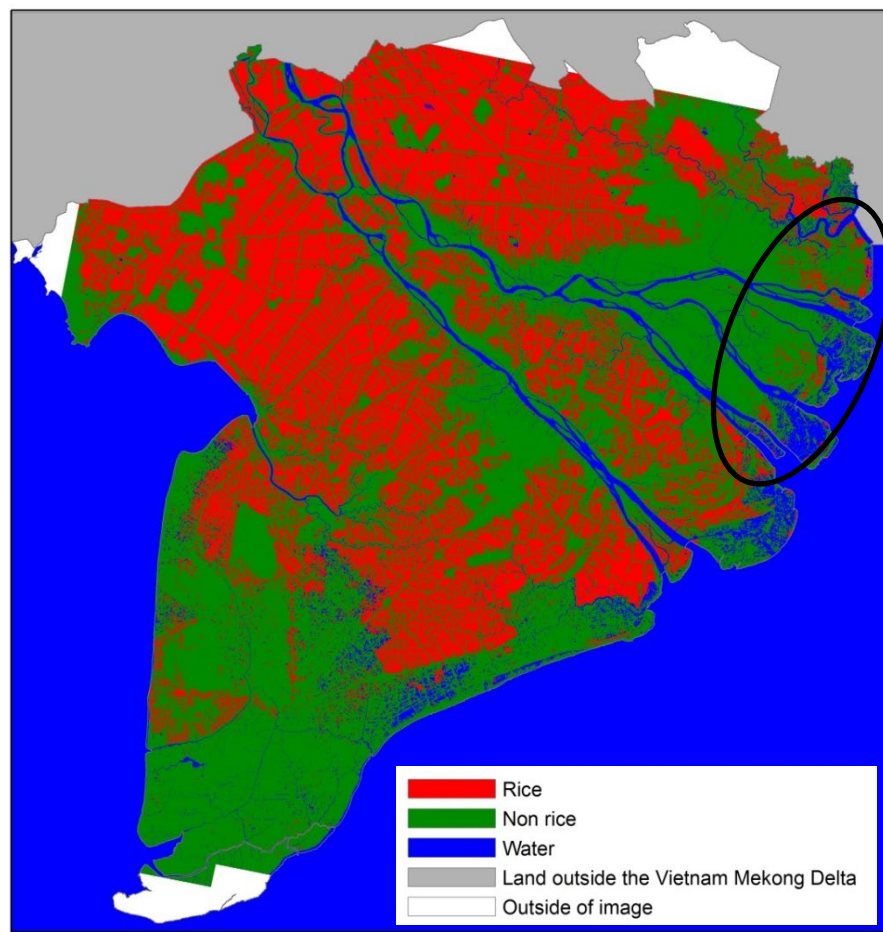 Rice
Non rice
Water
Land outside the Vietnam Mekong Delta
Outside of image